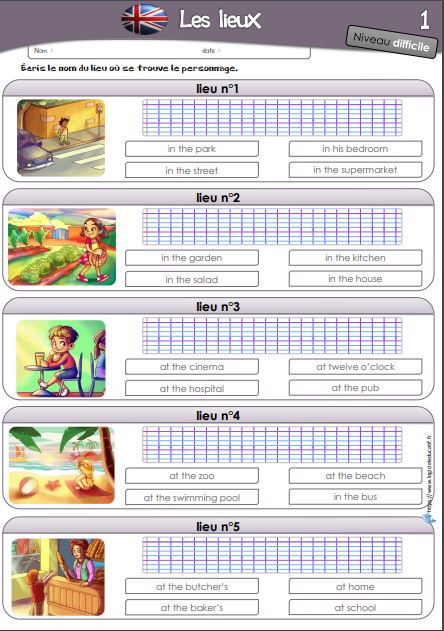 Les lieux
1
Niveau difficile
Nom :
date :
Écris le nom du lieu où se trouve le personnage.
lieu n°1
in the park
in his bedroom
in the street
in the supermarket
lieu n°2
in the garden
in the kitchen
in the salad
in the house
lieu n°3
at the cinema
at twelve o'clock
at the hospital
at the pub
lieu n°4
at the zoo
at the beach
at the swimming pool
in the bus
lieu n°5
at the butcher's
at home
at the baker's
at school